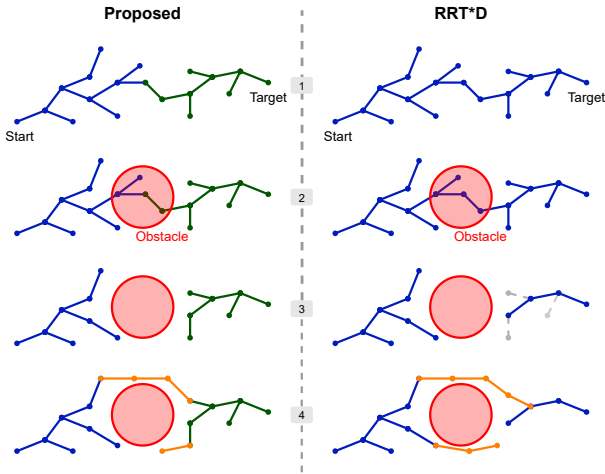 Proposed
RRT*D
1
Target
Target
Start
Start
2
Obstacle
Obstacle
3
4